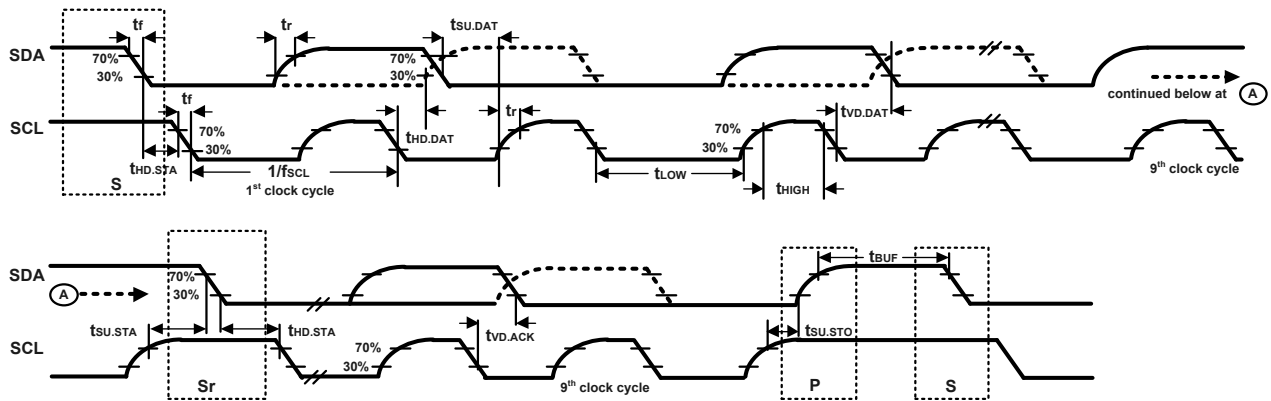 tf
tr
tSU.DAT
SDA
70%
30%
70%
30%
continued below at A
tf
tHD.DAT
tr
tVD.DAT
SCL
70%
30%
70%
30%
tHD.STA
1/fSCL
tLOW
tHIGH
S
1st clock cycle
9th clock cycle
SDA
70%
30%
tBUF
A
tSU.STA
tHD.STA
tVD.ACK
tSU.STO
SCL
70%
30%
Sr
9th clock cycle
P
S